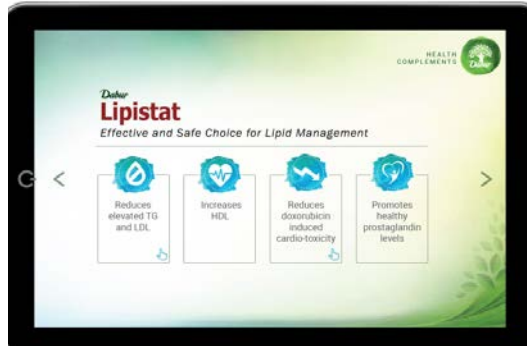 HEALTH
COMPLEMENTS
Dabur
Dabur
Lipistat
Effective and Safe Choice for Lipid Management
Reduces
elevated TG
and LDL
Increases
HDL
Reduces
doxorubicin
induced
cardio-toxicity
Promotes
healthy
prostaglandin
levels